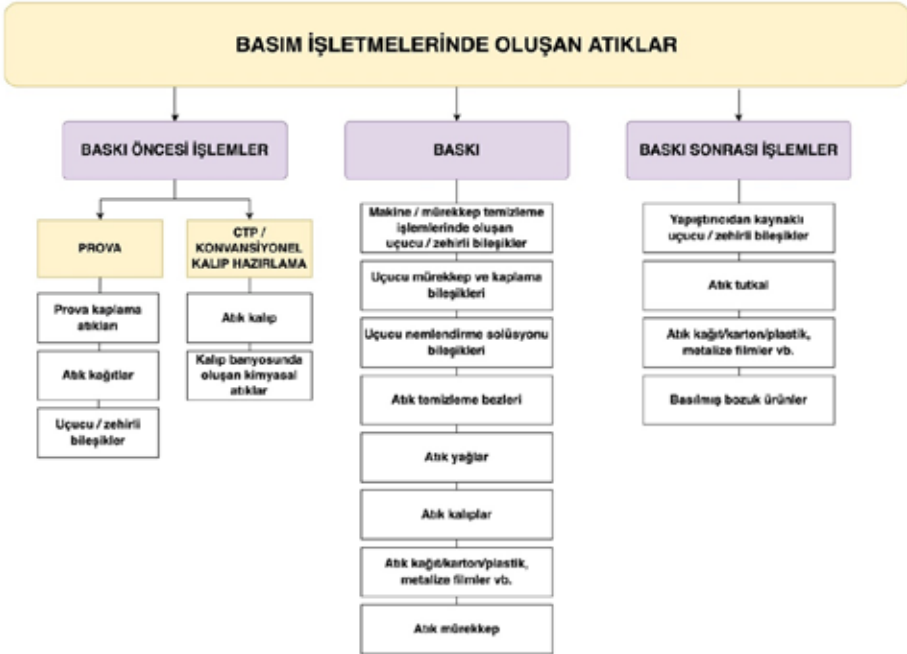 BASIM İŞLETMELERİNDE OLUŞAN ATIKLAR
BASKI ÖNCESİ İŞLEMLER
PROVA
Prova kaplama
atıkları
Atık kağıtlar
Uçucu / zehirli
bileşikler
CTP /
KONVANSİYONEL
KALIP HAZIRLAMA
Atık kalıp
Kalıp banyosunda
oluşan kimyasal
atıklar
BASKI
Makine / mürekkep temizleme
işlemlerinde oluşan
uçucu / zehirli bileşikler
Uçucu mürekkep ve kaplama
bileşikleri
Uçucu nemlendirme solüsyonu
bileşikleri
Atık temizleme bezleri
Atık yağlar
Atık kalıplar
Atık kağıt/karton/plastik,
metalize filmler vb.
Atık mürekkep
BASKI SONRASI İŞLEMLER
Yapıştırıcıdan kaynaklı
uçucu / zehirli bileşikler
Atık tutkal
Atık kağıt/karton/plastik,
metalize filmler vb.
Basılmış bozuk ürünler